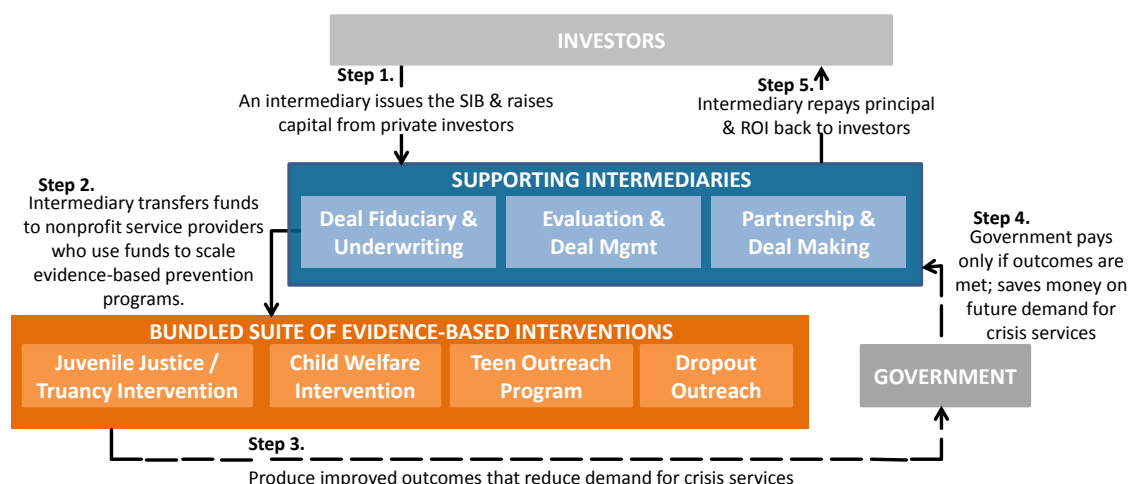 INVESTORS
Step 1.
An intermediary issues the SIB & raises
capital from private investors
Step 5.
Intermediary repays principal
& ROI back to investors
SUPPORTING INTERMEDIARIES
Deal Fiduciary &
Underwriting
Evaluation &
Deal Mgmt
Partnership &
Deal Making
Step 2.
Intermediary transfers funds
to nonprofit service providers
who use funds to scale
evidence-based prevention
programs.
Step 4.
Government pays
only if outcomes are
met; saves money on
future demand for
crisis services
BUNDLED SUITE OF EVIDENCE-BASED INTERVENTIONS
Juvenile Justice /
Truancy Intervention
Child Welfare
Intervention
Teen Outreach
Program
Dropout
Outreach
GOVERNMENT
Step 3.
Produce improved outcomes that reduce demand for crisis services